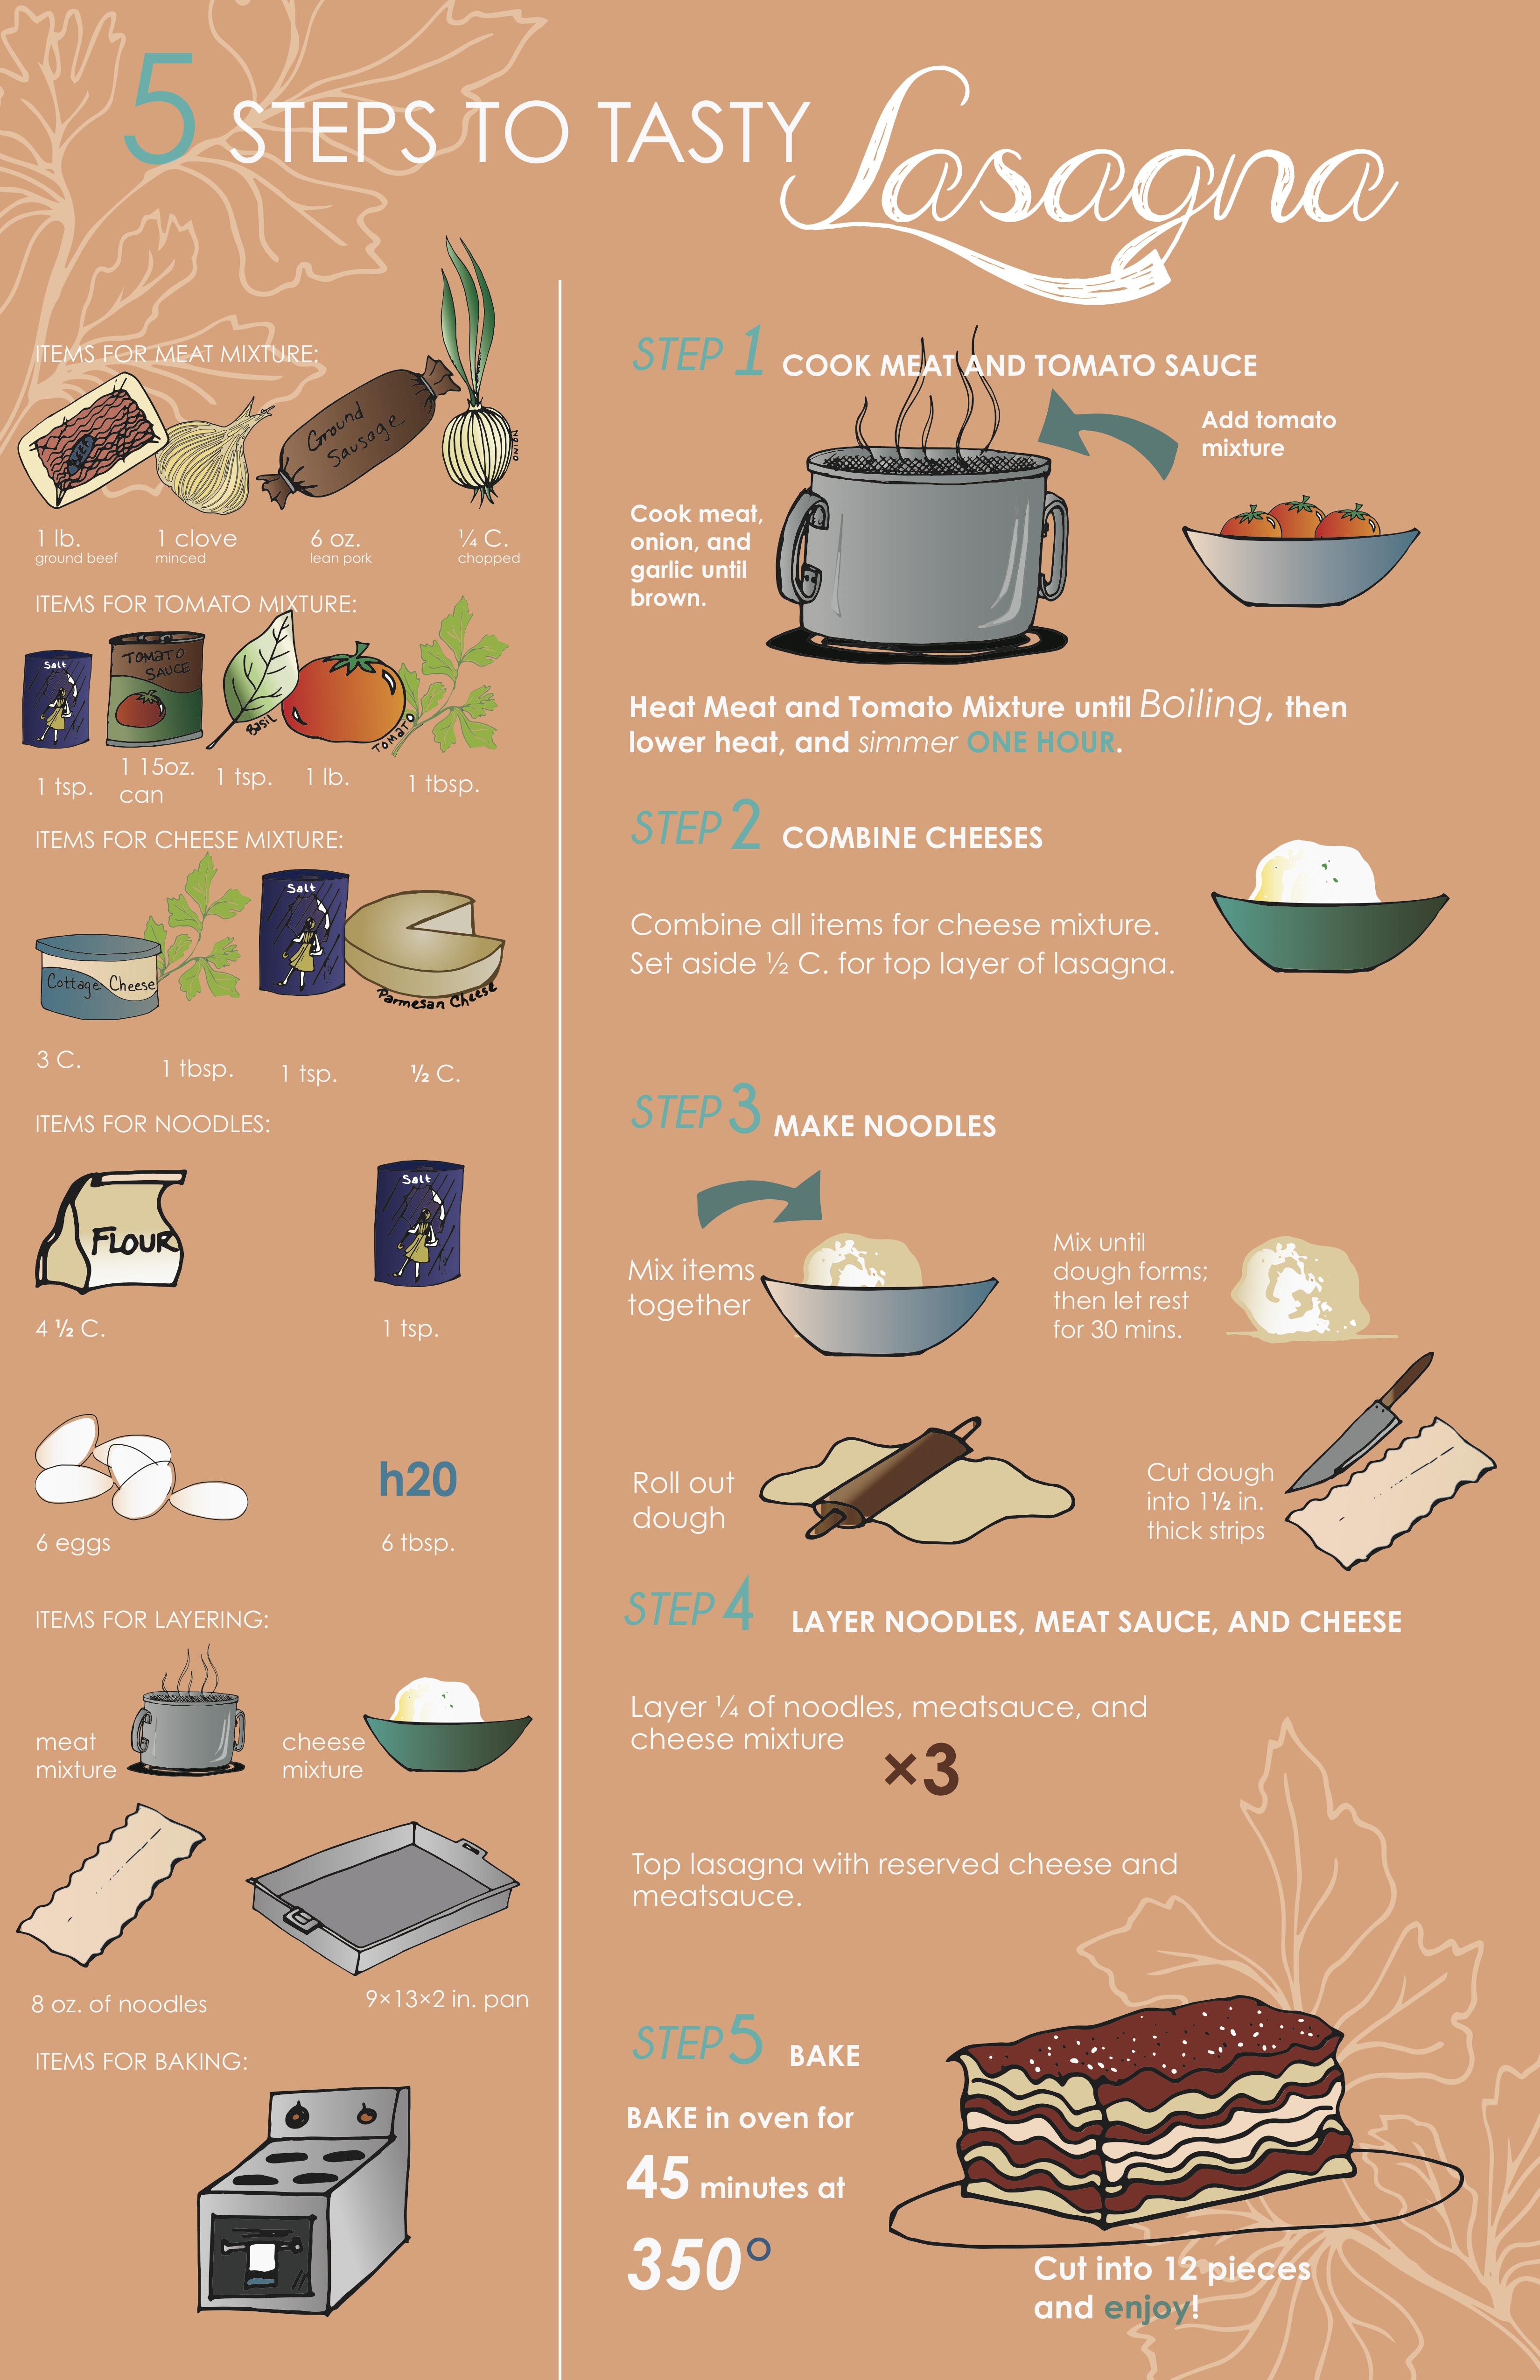 5 STEPS TO TASTY Lasagna
ITEMS FOR MEAT MIXTURE:
BEEF
Ground
Sausage
ONION
1 lb.
ground beef
1 clove
minced
6 oz.
lean pork
¼ C.
chopped
ITEMS FOR TOMATO MIXTURE:
Salt
TOMATO
SAUCE
Basil
Tomato
1 tsp.
1 15oz.
can
1 tsp.
1 lb.
1 tbsp.
ITEMS FOR CHEESE MIXTURE:
Cottage Cheese
Salt
Parmesan Cheese
3 C.
1 tbsp.
1 tsp.
½ C.
ITEMS FOR NOODLES:
FLOUR
Salt
4 ½ C.
1 tsp.
h20
6 eggs
6 tbsp.
ITEMS FOR LAYERING:
meat
mixture
cheese
mixture
8 oz. of noodles
9×13×2 in. pan
ITEMS FOR BAKING:
STEP 1 COOK MEAT AND TOMATO SAUCE
Add tomato
mixture
Cook meat,
onion, and
garlic until
brown.
Heat Meat and Tomato Mixture until Boiling, then
lower heat, and simmer ONE HOUR.
STEP 2 COMBINE CHEESES
Combine all items for cheese mixture.
Set aside ½ C. for top layer of lasagna.
STEP 3 MAKE NOODLES
Mix items
together
Mix until
dough forms;
then let rest
for 30 mins.
Roll out
dough
Cut dough
into 1½ in.
thick strips
STEP 4 LAYER NOODLES, MEAT SAUCE, AND CHEESE
Layer ¼ of noodles, meatsauce, and
cheese mixture
×3
Top lasagna with reserved cheese and
meatsauce.
STEP 5 BAKE
BAKE in oven for
45 minutes at
350°
Cut into 12 pieces
and enjoy!